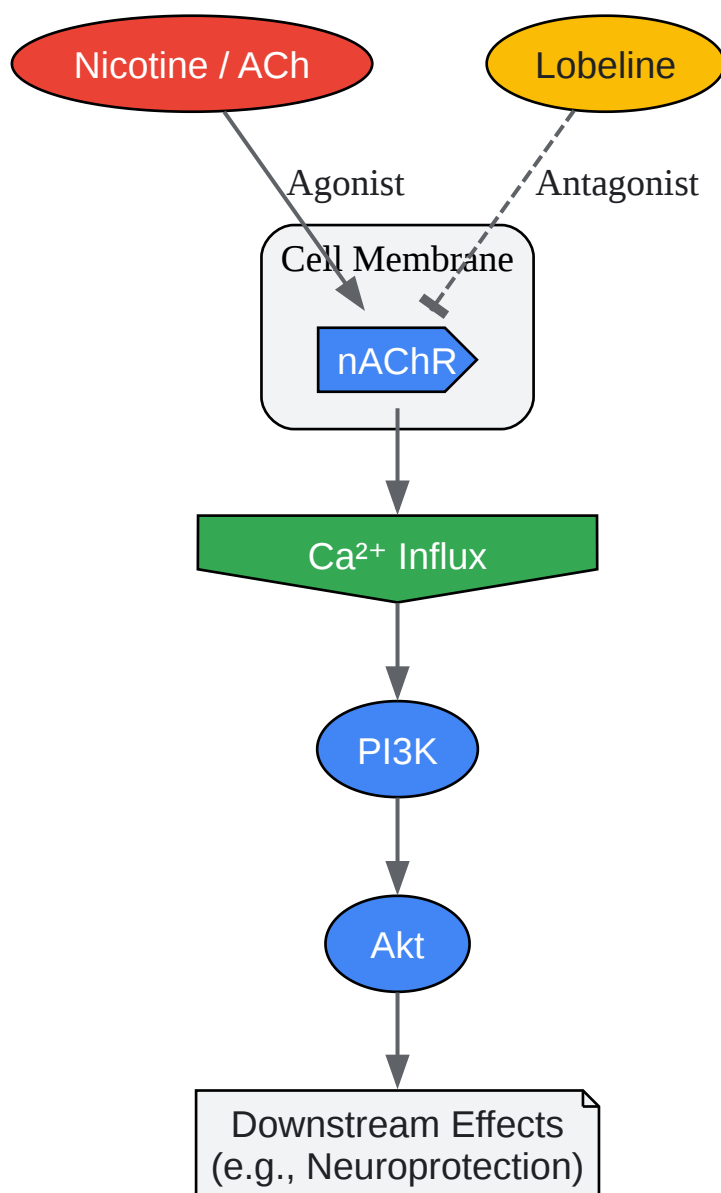 Nicotine / ACh
Lobeline
Agonist
Antagonist
Cell Membrane
nAChR
Ca²⁺ Influx
PI3K
Akt
Downstream Effects
(e.g., Neuroprotection)